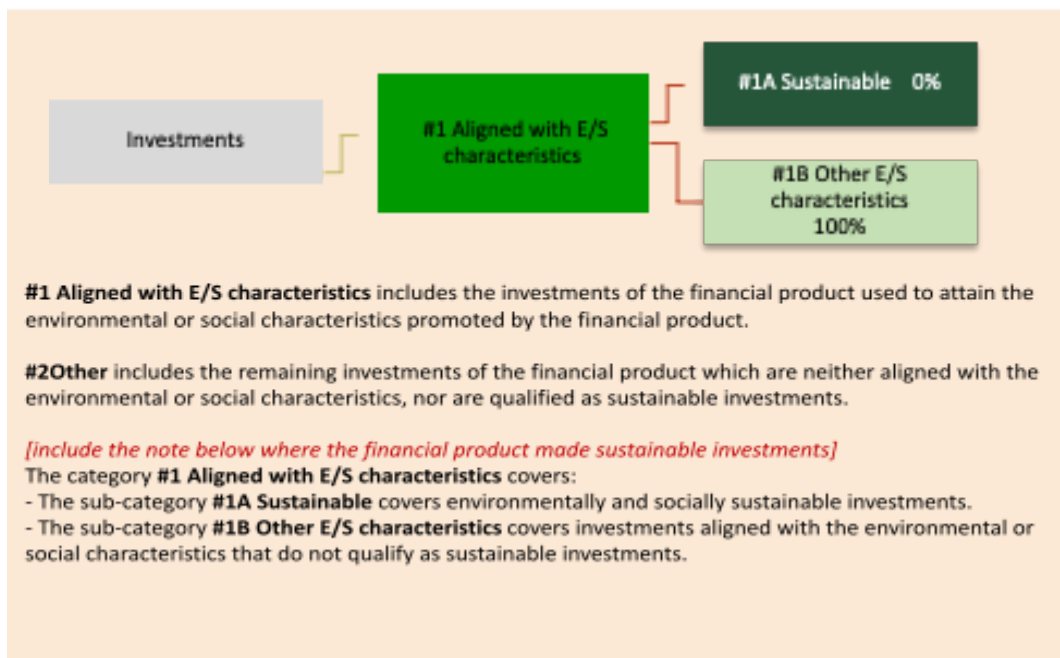 #1A Sustainable 0%
Investments
#1 Aligned with E/S
characteristics
#1B Other E/S
characteristics
100%
#1 Aligned with E/S characteristics includes the investments of the financial product used to attain the
environmental or social characteristics promoted by the financial product.
#2Other includes the remaining investments of the financial product which are neither aligned with the
environmental or social characteristics, nor are qualified as sustainable investments.
[include the note below where the financial product made sustainable investments]
The category #1 Aligned with E/S characteristics covers:
- The sub-category #1A Sustainable covers environmentally and socially sustainable investments.
- The sub-category #1B Other E/S characteristics covers investments aligned with the environmental or
social characteristics that do not qualify as sustainable investments.